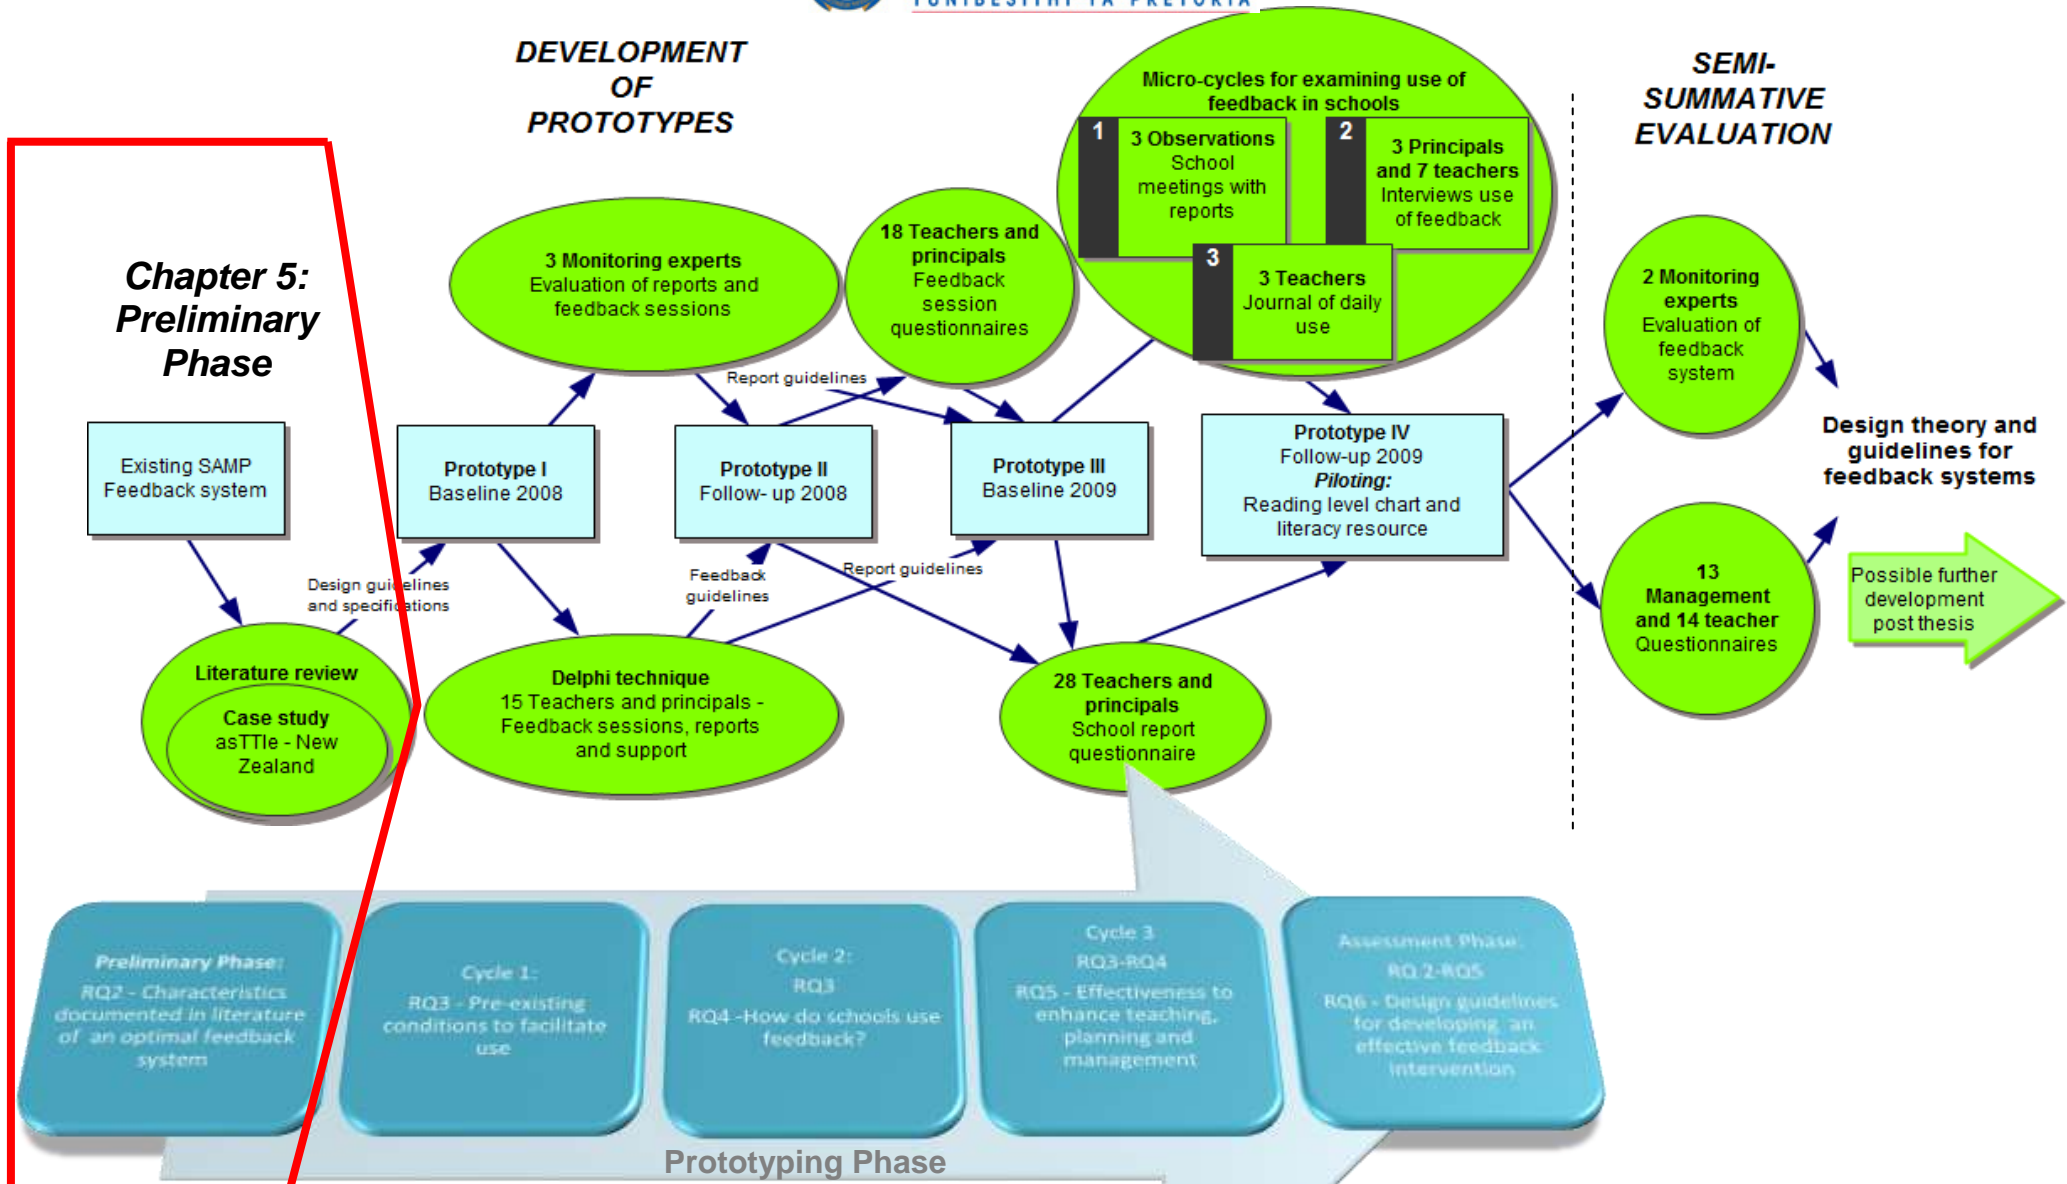 TUNIBESITHI YA PRETORIA
DEVELOPMENT
OF
PROTOTYPES
SEMI-
SUMMATIVE
EVALUATION
Micro-cycles for examining use of
feedback in schools
1
3 Observations
School
meetings with
reports
2
3 Principals
and 7 teachers
Interviews use
of feedback
3
3 Teachers
Journal of daily
use
18 Teachers and
principals
Feedback
session
questionnaires
3 Monitoring experts
Evaluation of reports and
feedback sessions
Chapter 5:
Preliminary
Phase
2 Monitoring
experts
Evaluation of
feedback
system
Report guidelines
Existing SAMP
Feedback system
Prototype I
Baseline 2008
Prototype II
Follow- up 2008
Prototype III
Baseline 2009
Prototype IV
Follow-up 2009
Piloting:
Reading level chart and
literacy resource
Design theory and
guidelines for
feedback systems
Design guidelines
and specifications
Feedback
guidelines
Report guidelines
Possible further
development
post thesis
13
Management
and 14 teacher
Questionnaires
Literature review
Case study
asTTle - New
Zealand
Delphi technique
15 Teachers and principals -
Feedback sessions, reports
and support
28 Teachers and
principals
School report
questionnaire
Preliminary Phase:
RQ2 - Characteristics
documented in literature
of an optimal feedback
system
Cycle 1:
RQ3 - Pre-existing
conditions to facilitate
use
Cycle 2:
RQ3
RQ4 -How do schools use
feedback?
Cycle 3
RQ3-RQ4
RQ5 - Effectiveness to
enhance teaching,
planning and
management
Assessment Phase:
RQ 2-RQ5
RQ6 - Design guidelines
for developing an
effective feedback
intervention
Prototyping Phase